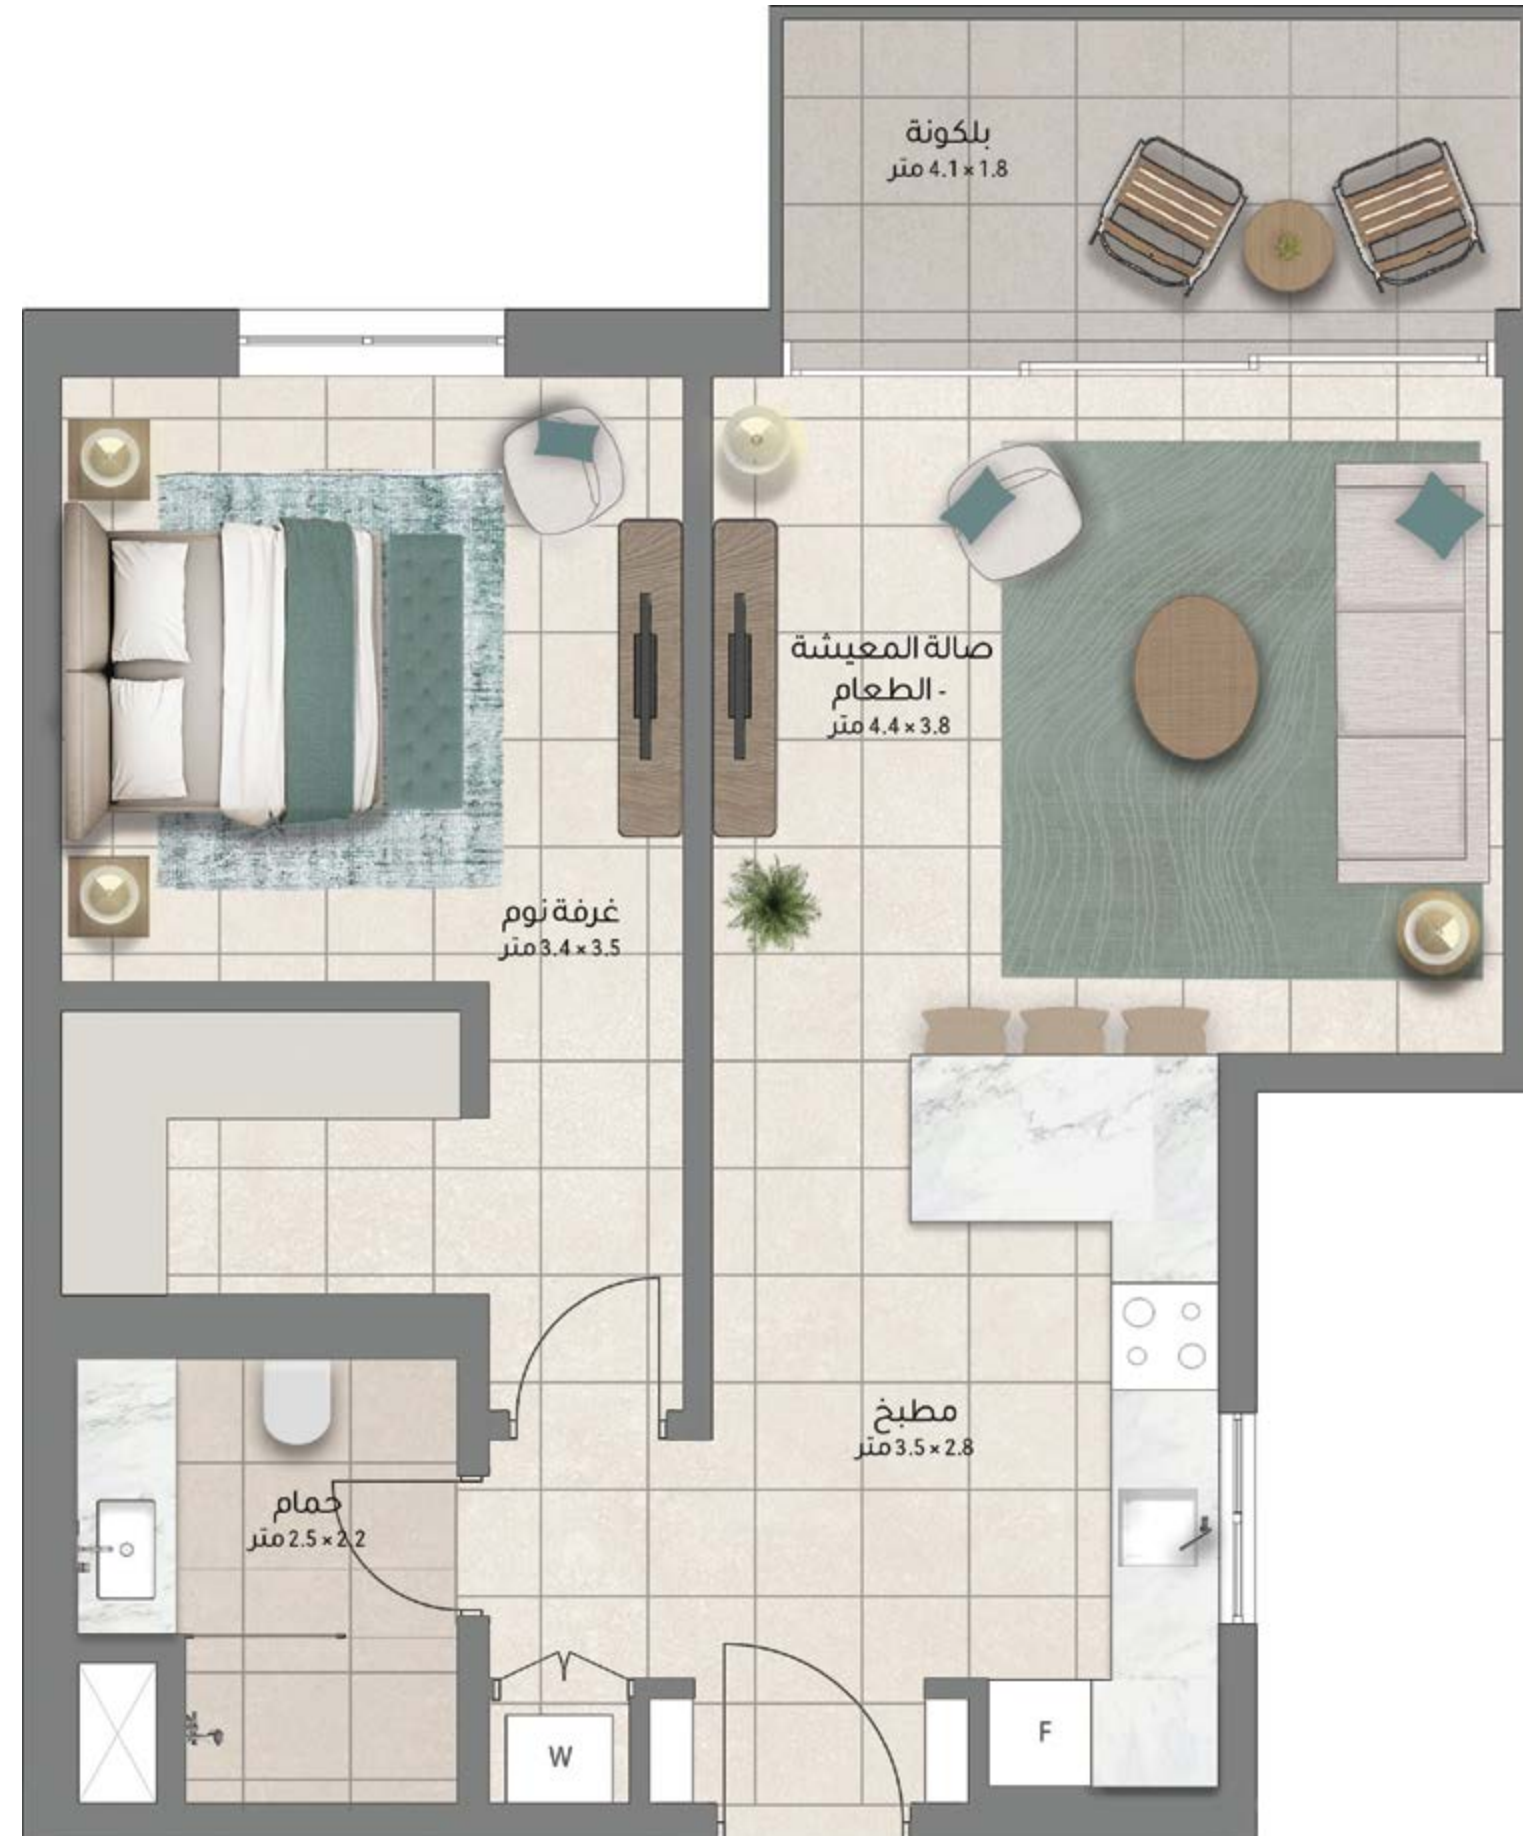 بلكونة
4.1 × 1.8 متر
صالة المعيشة
- الطعام
4.4 × 3.8 متر
غرفة نوم
3.4 × 3.5 متر
مطبخ
3.5 × 2.8 متر
حمام
2.5 × 2.2 متر
F
W